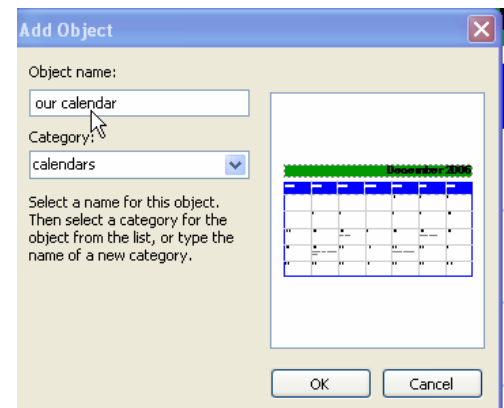 Add Object
Object name:
our calendar
Category:
calendars
Select a name for this object.
Then select a category for the
object from the list, or type the
name of a new category.
December 2006
OK
Cancel